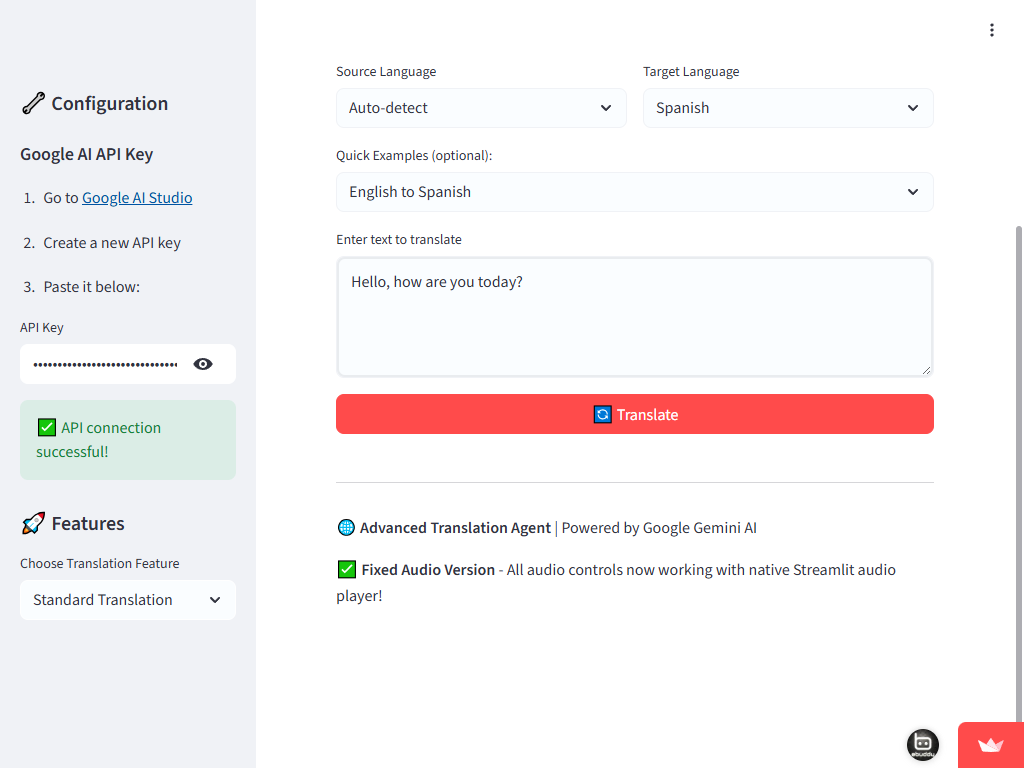 Configuration
Google AI API Key
1. Go to Google AI Studio
2. Create a new API key
3. Paste it below:
API Key
••••••••••••••••••••••••••••••
API connection
successful!
Features
Choose Translation Feature
Standard Translation
Source Language
Target Language
Auto-detect
Spanish
Quick Examples (optional):
English to Spanish
Enter text to translate
Hello, how are you today?
Translate
Advanced Translation Agent | Powered by Google Gemini AI
Fixed Audio Version - All audio controls now working with native Streamlit audio
player!